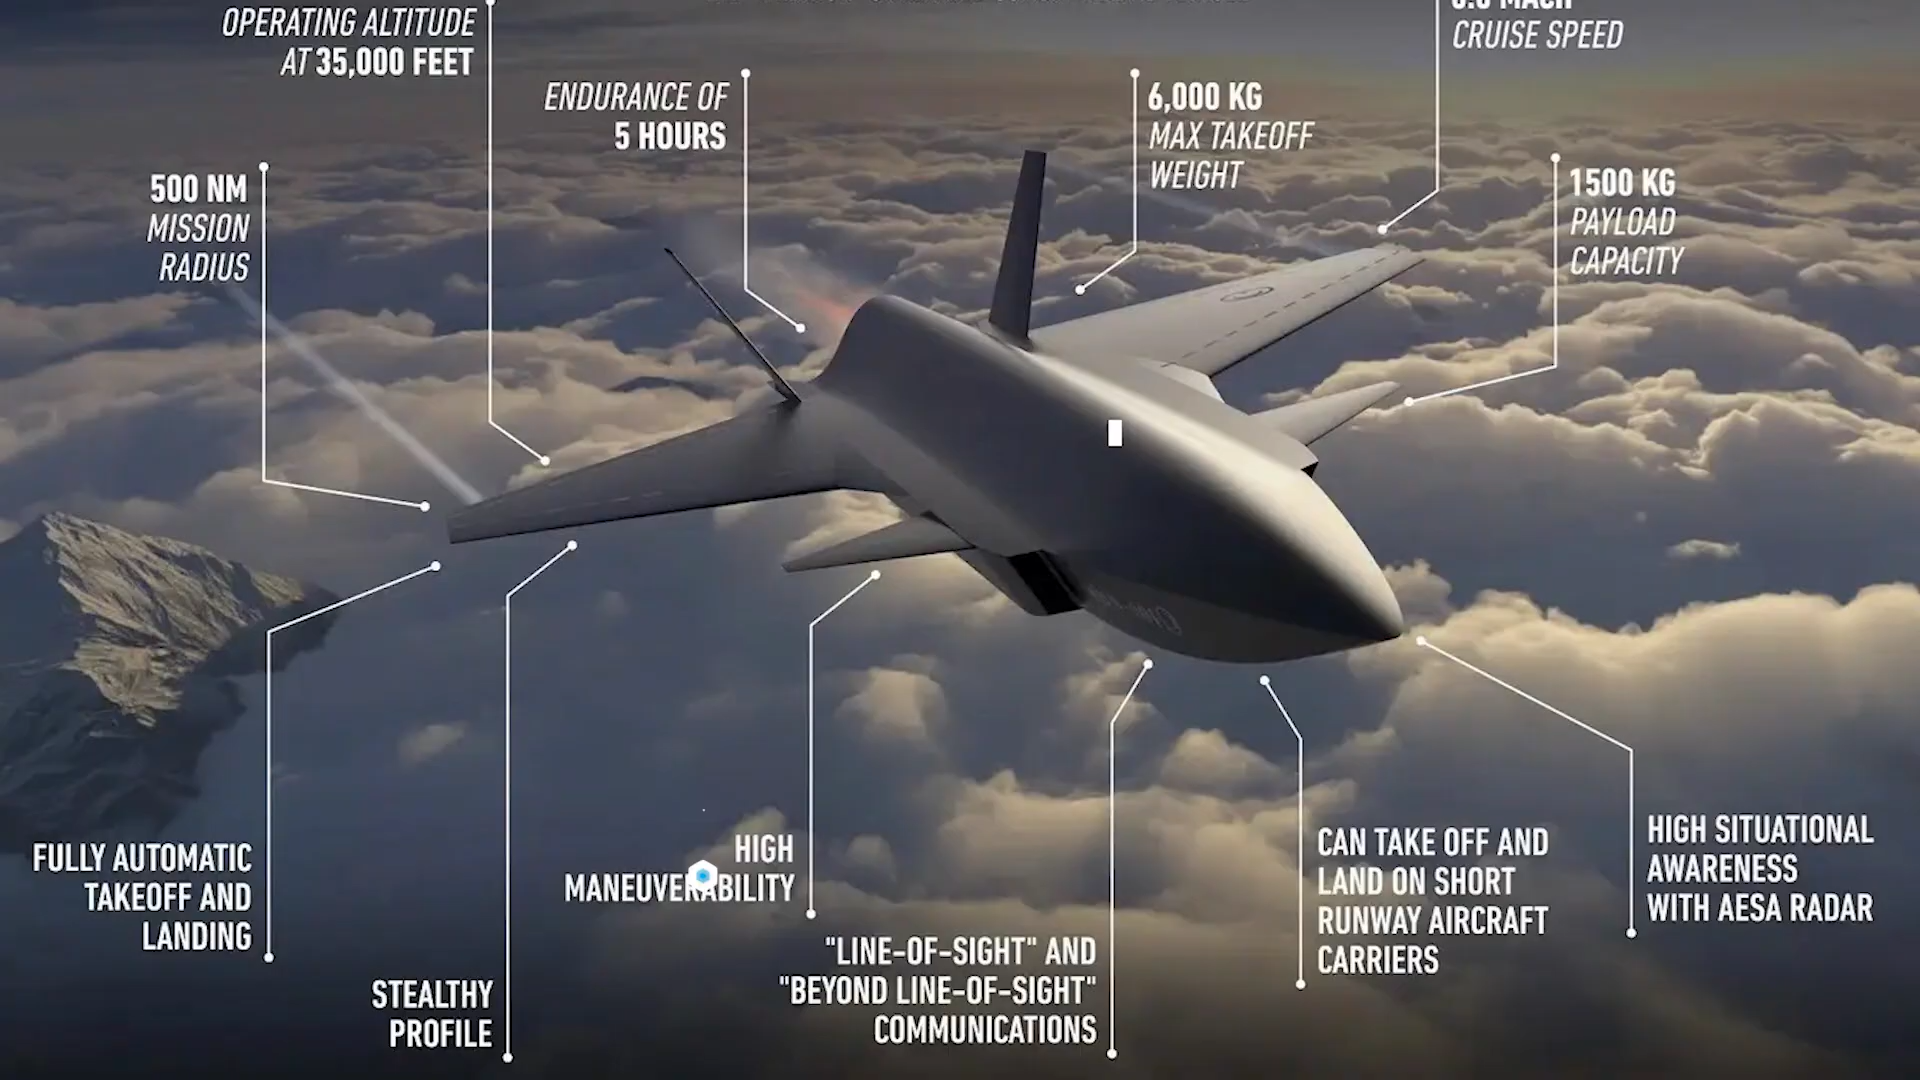 OPERATING ALTITUDE
AT 35,000 FEET
CRUISE SPEED
ENDURANCE OF
5 HOURS
6,000 KG
MAX TAKEOFF
WEIGHT
500 NM
MISSION
RADIUS
1500 KG
PAYLOAD
CAPACITY
FULLY AUTOMATIC
TAKEOFF AND
LANDING
STEALTHY
PROFILE
HIGH
MANEUVERABILITY
"LINE-OF-SIGHT" AND
"BEYOND LINE-OF-SIGHT"
COMMUNICATIONS
CAN TAKE OFF AND
LAND ON SHORT
RUNWAY AIRCRAFT
CARRIERS
HIGH SITUATIONAL
AWARENESS
WITH AESA RADAR